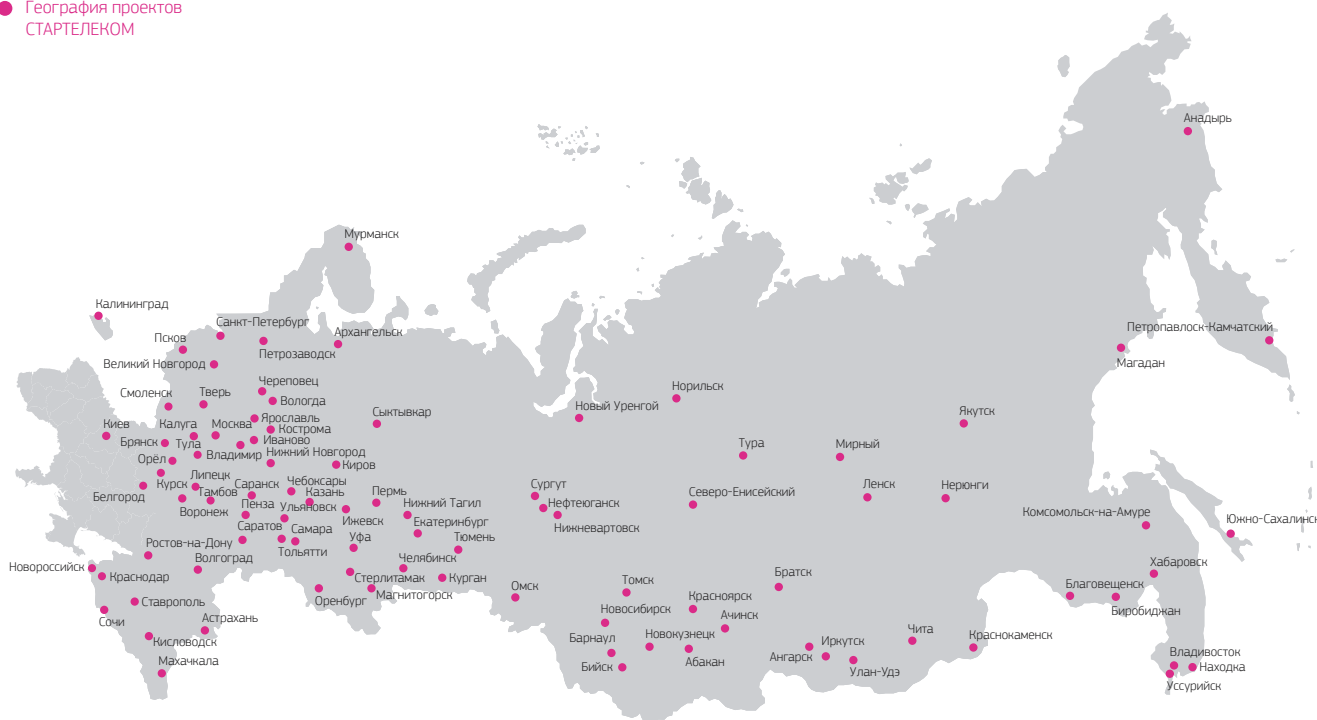 География проектов
СТАРТЕЛЕКОМ
Анадырь
Мурманск
Калининград
Санкт-Петербург
Псков
Архангельск
Петрозаводск
Великий Новгород
Петропавлоск-Камчатский
Магадан
Череповец
Смоленск
Тверь
Вологда
Норильск
Новый Уренгой
Сыктывкар
Якутск
Киев
Калуга
Москва
Ярославль
Кострома
Брянск
Тула
Иваново
Владимир
Нижний Новгород
Тура
Мирный
Орёл
Киров
Липецк
Курск
Саранск
Чебоксары
Сургут
Северо-Енисейский
Ленск
Нерюнги
Белгород
Тамбов
Казань
Пермь
Нижний Тагил
Нефтеюганск
Воронеж
Пенза
Ульяновск
Ижевск
Екатеринбург
Нижневартовск
Комсомольск-на-Амуре
Южно-Сахалинск
Саратов
Самара
Уфа
Тюмень
Ростов-на-Дону
Тольятти
Волгоград
Челябинск
Хабаровск
Новороссийск
Краснодар
Стерлитамак
Курган
Братск
Томск
Омск
Благовещенск
Оренбург
Магнитогорск
Красноярск
Ставрополь
Новосибирск
Ачинск
Биробиджан
Сочи
Астрахань
Кисловодск
Барнаул
Новокузнецк
Иркутск
Чита
Краснокаменск
Махачкала
Бийск
Абакан
Ангарск
Улан-Удэ
Владивосток
Находка
Уссурийск